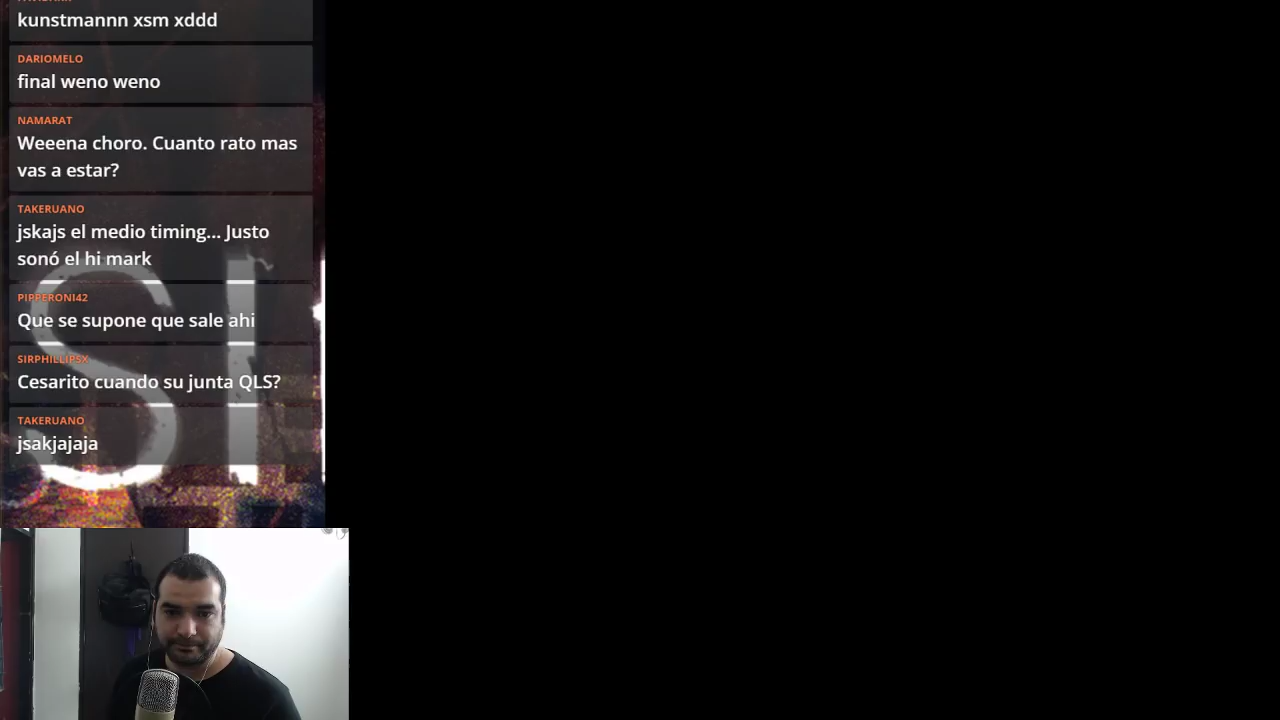 kunstmannn xsm xddd
DARIOMELO
final weno weno
NAMARAT
Weeena choro. Cuanto rato mas
vas a estar?
TAKERUANO
jskajs el medio timing... Justo
sonó el hi mark
PIPPERONI42
Que se supone que sale ahi
SIRPHILLIPSX
Cesarito cuando su junta QLS?
TAKERUANO
jsakjajaja